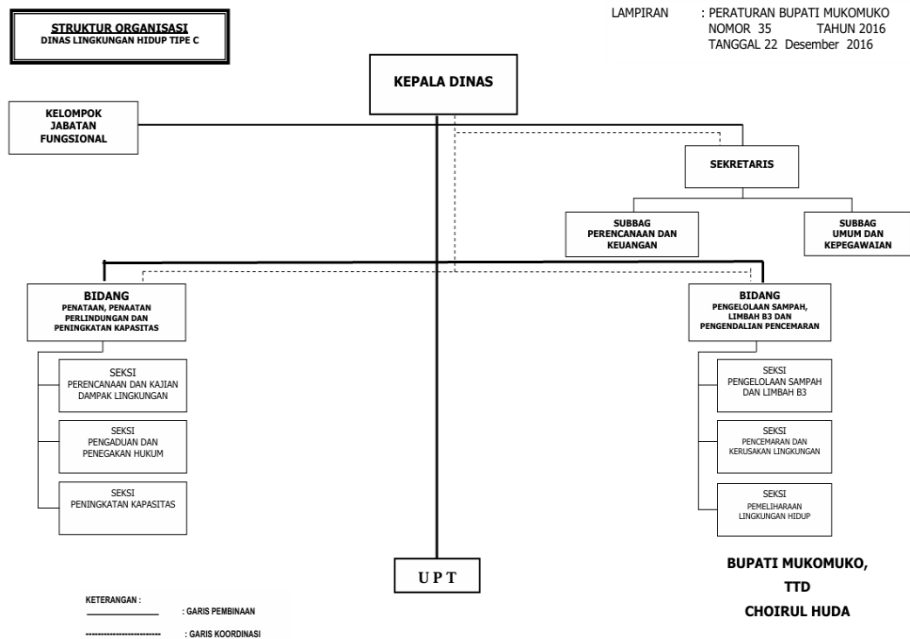 STRUKTUR ORGANISASI
DINAS LINGKUNGAN HIDUP TIPE C
LAMPIRAN : PERATURAN BUPATI MUKOMUKO
NOMOR 35 TAHUN 2016
TANGGAL 22 Desember 2016
KEPALA DINAS
KELOMPOK
JABATAN
FUNGSIONAL
SEKRETARIS
SUBBAG
PERENCANAAN DAN
KEUANGAN
SUBBAG
UMUM DAN
KEPEGAWAIAN
BIDANG
PENATAAN, PENAATAN
PERLINDUNGAN DAN
PENINGKATAN KAPASITAS
SEKSI
PERENCANAAN DAN KAJIAN
DAMPAK LINGKUNGAN
SEKSI
PENGADUAN DAN
PENEGAKAN HUKUM
SEKSI
PENINGKATAN KAPASITAS
BIDANG
PENGELOLAAN SAMPAH,
LIMBAH B3 DAN
PENGENDALIAN PENCEMARAN
SEKSI
PENGELOLAAN SAMPAH
DAN LIMBAH B3
SEKSI
PENCEMARAN DAN
KERUSAKAN LINGKUNGAN
SEKSI
PEMELIHARAAN
LINGKUNGAN HIDUP
U P T
BUPATI MUKOMUKO,
TTD
CHOIRUL HUDA
KETERANGAN :
: GARIS PEMBINAAN
: GARIS KOORDINASI